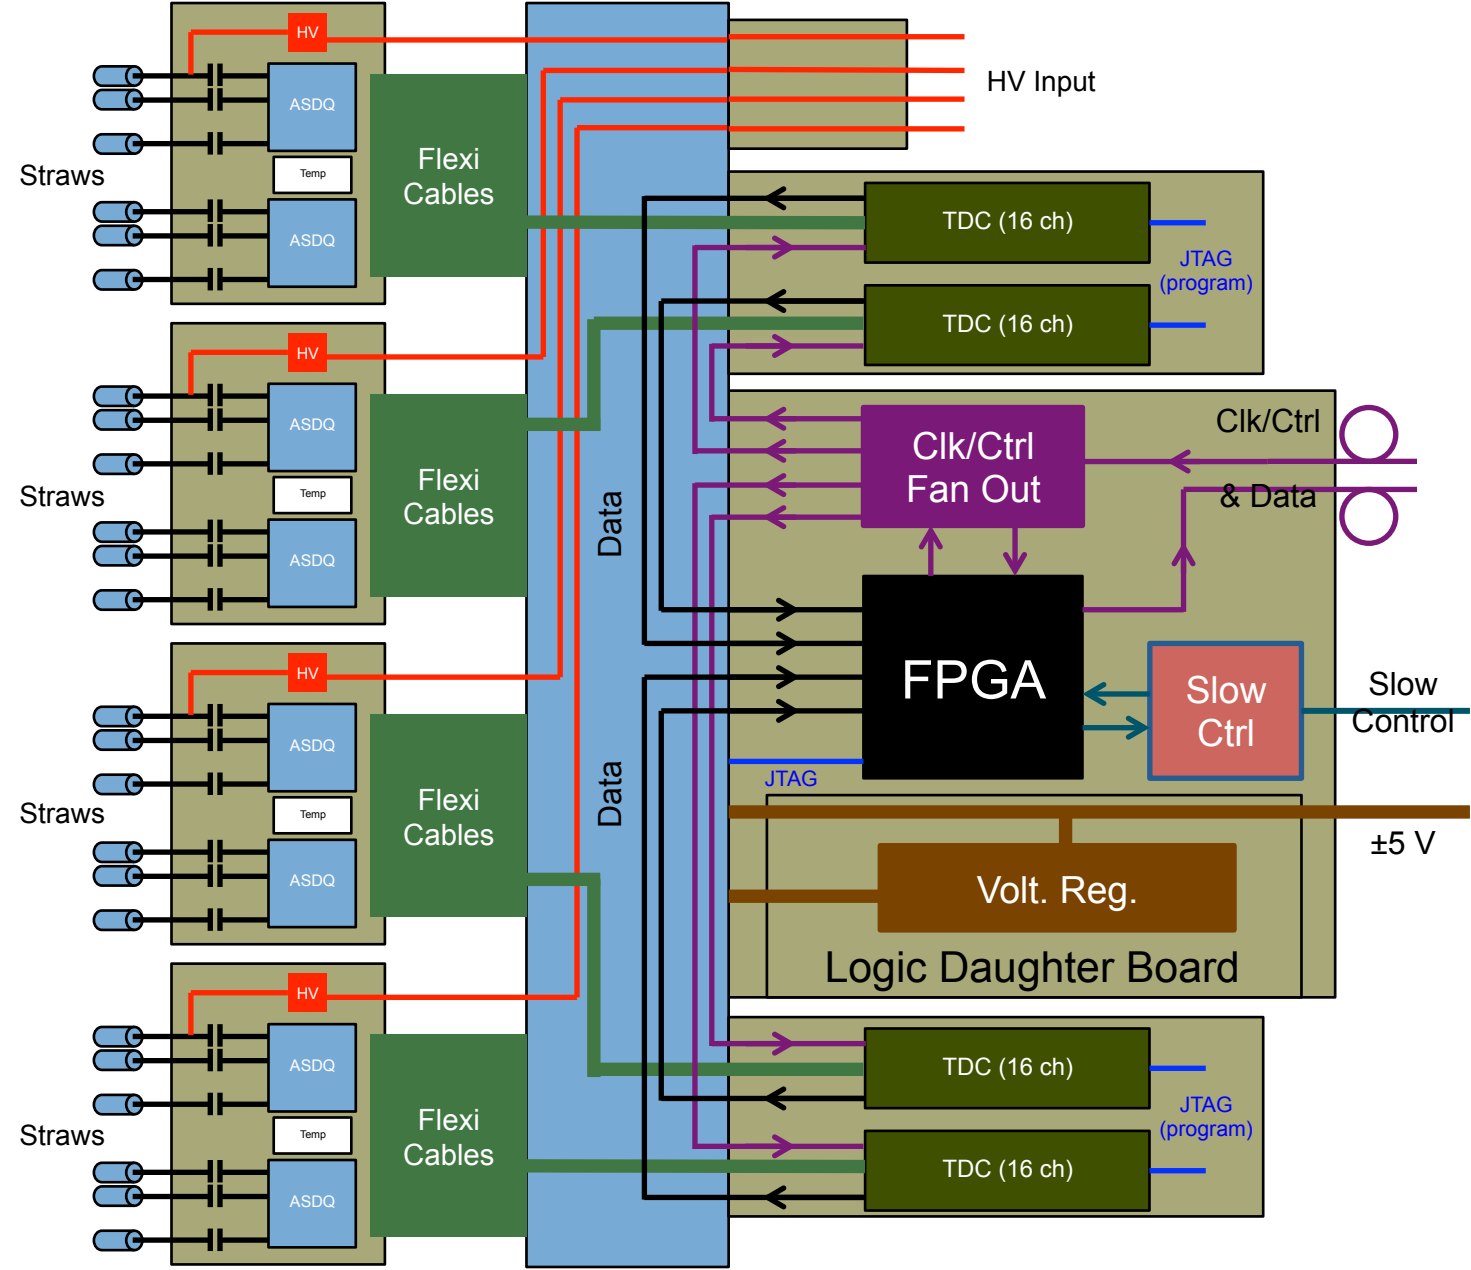 HV
ASDQ
Temp
ASDQ
Straws
Flexi
Cables
HV Input
TDC (16 ch)
TDC (16 ch)
JTAG
(program)
HV
ASDQ
Temp
ASDQ
Straws
Flexi
Cables
Data
Clk/Ctrl
Fan Out
Clk/Ctrl
& Data
FPGA
Slow
Ctrl
Slow
Control
JTAG
HV
ASDQ
Temp
ASDQ
Straws
Flexi
Cables
Data
±5 V
Volt. Reg.
Logic Daughter Board
HV
ASDQ
Temp
ASDQ
Straws
Flexi
Cables
TDC (16 ch)
TDC (16 ch)
JTAG
(program)